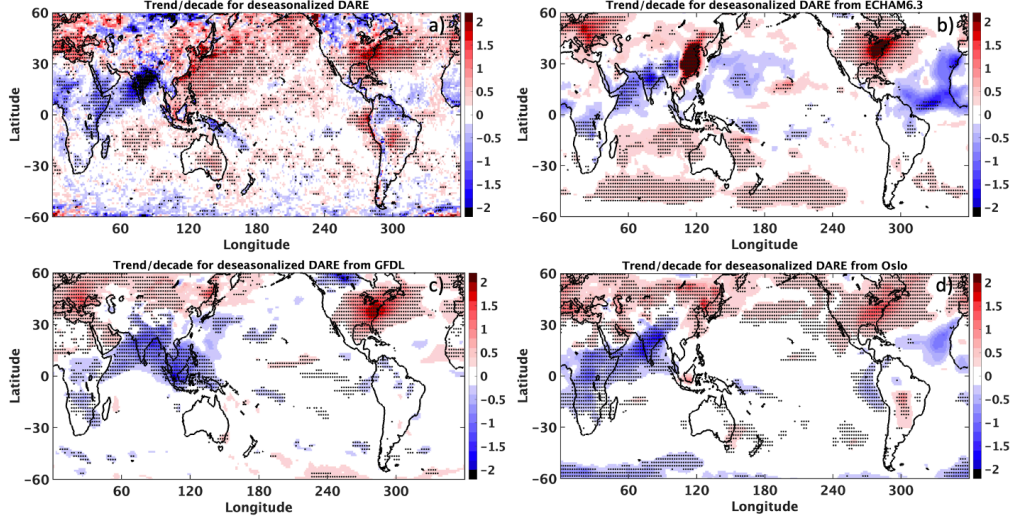 Trend/decade for deseasonalized DARE
a)
60
30
0
−30
−60
Latitude
60 120 180 240 300
Longitude
2
1.5
1
0.5
0
−0.5
−1
−1.5
−2
Trend/decade for deseasonalized DARE from ECHAM6.3
b)
60
30
0
−30
−60
Latitude
60 120 180 240 300
Longitude
2
1.5
1
0.5
0
−0.5
−1
−1.5
−2
Trend/decade for deseasonalized DARE from GFDL
c)
60
30
0
−30
−60
Latitude
60 120 180 240 300
Longitude
2
1.5
1
0.5
0
−0.5
−1
−1.5
−2
Trend/decade for deseasonalized DARE from Oslo
d)
60
30
0
−30
−60
Latitude
60 120 180 240 300
Longitude
2
1.5
1
0.5
0
−0.5
−1
−1.5
−2